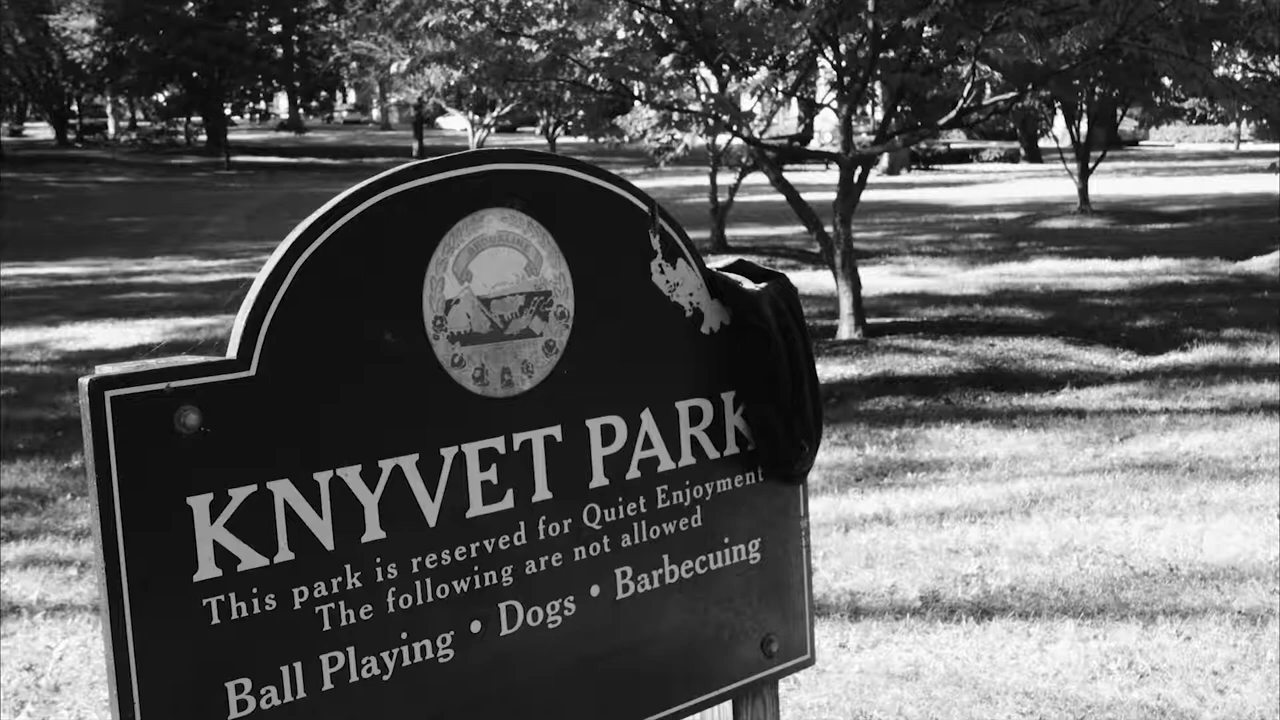 KNYVET PARK
This park is reserved for Quiet Enjoyment
The following are not allowed
Ball Playing • Dogs • Barbecuing